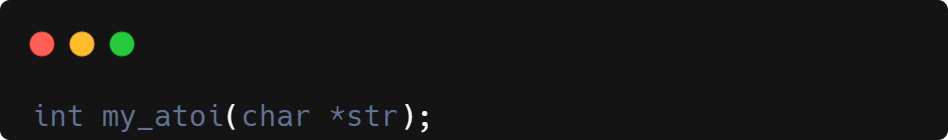 int my_atoi(char *str);